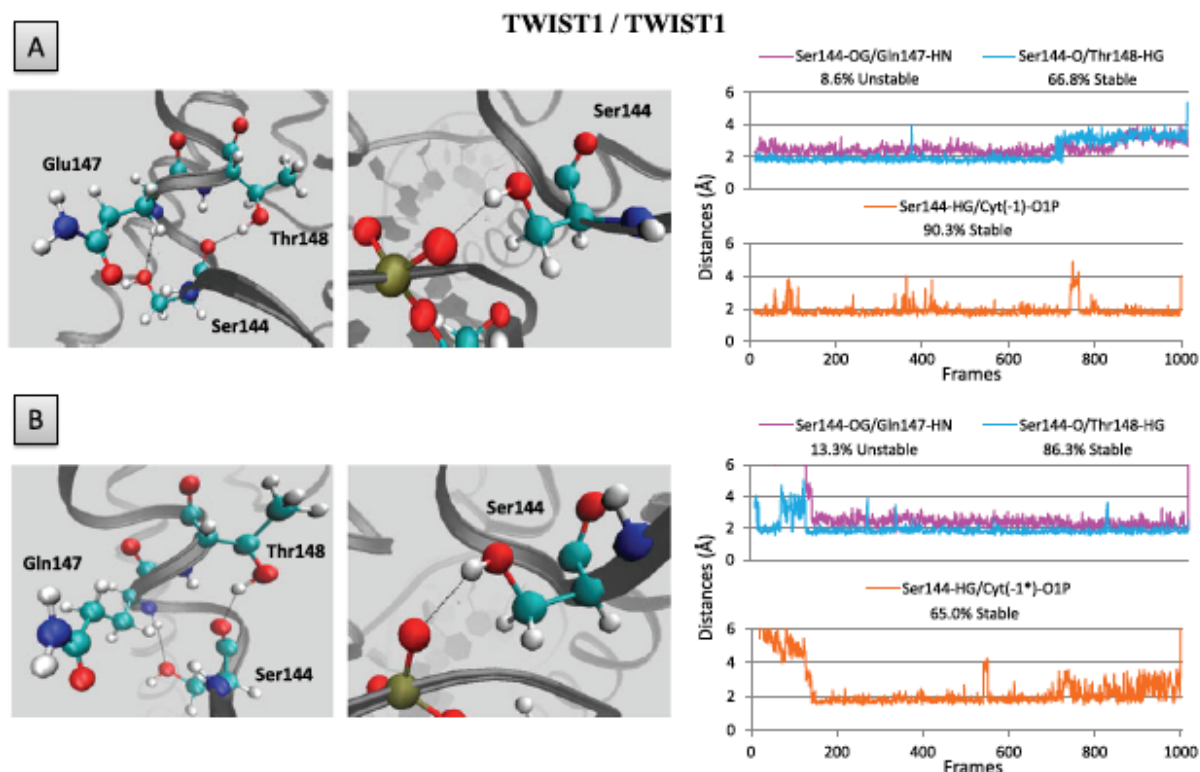 TWIST1 / TWIST1
A
Glu147
Thr148
Ser144
Ser144
Ser144-OG/Gln147-HN
8.6% Unstable
Ser144-O/Thr148-HG
66.8% Stable
6
4
2
0
Distances (Å)
Ser144-HG/Cyt(-1)-O1P
90.3% Stable
6
4
2
0
200
400
600
800
1000
Frames
B
Gln147
Thr148
Ser144
Ser144
Ser144-OG/Gln147-HN
13.3% Unstable
Ser144-O/Thr148-HG
86.3% Stable
6
4
2
0
Distances (Å)
Ser144-HG/Cyt(-1*)-O1P
65.0% Stable
6
4
2
0
0
200
400
600
800
1000
Frames